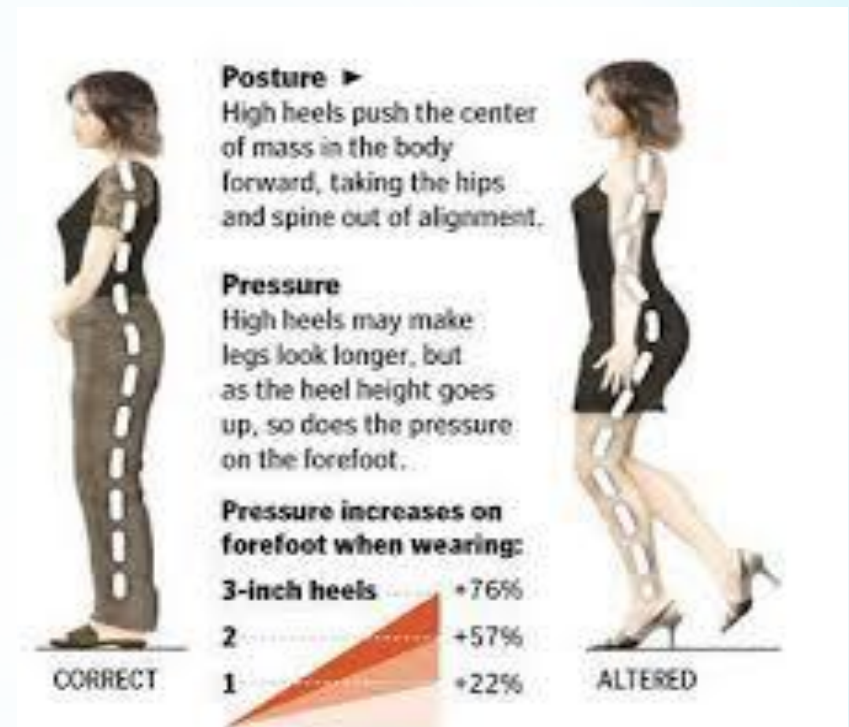 Posture ►
High heels push the center
of mass in the body
forward, taking the hips
and spine out of alignment.
Pressure
High heels may make
legs look longer, but
as the heel height goes
up, so does the pressure
on the forefoot.
Pressure increases on
forefoot when wearing:
3-inch heels +76%
2 +57%
1 +22%
CORRECT
ALTERED